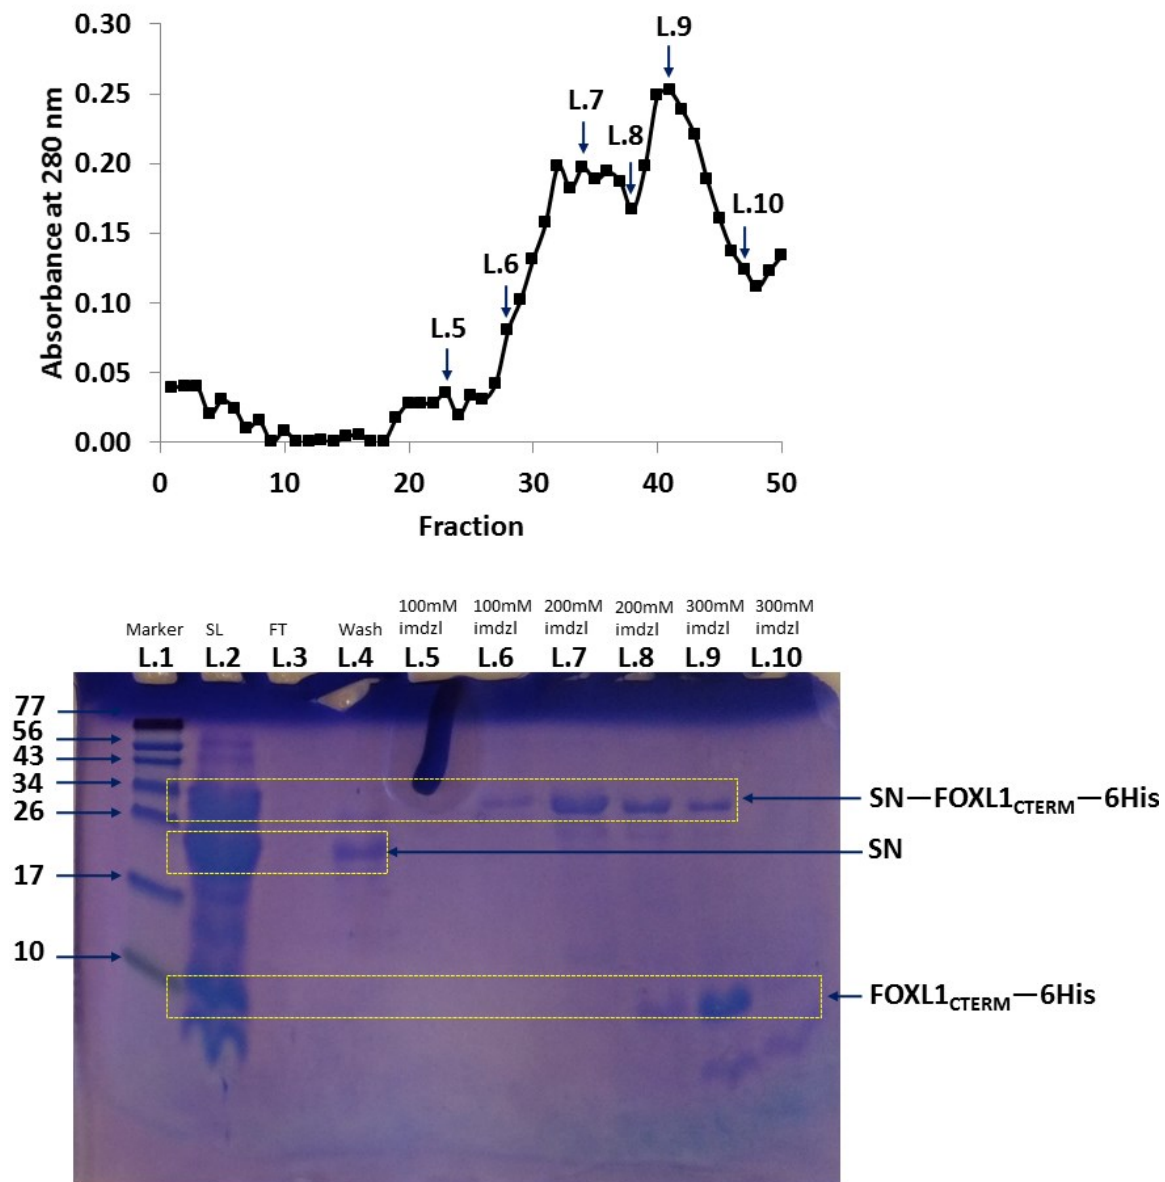 0.30
0.25
0.20
0.15
0.10
0.05
0.00
Absorbance at 280 nm
L.5
L.6
L.7
L.8
L.9
L.10
0 10 20 30 40 50
Fraction
Marker SL FT Wash 100mM imdzl 100mM imdzl 200mM imdzl 200mM imdzl 300mM imdzl 300mM imdzl
L.1 L.2 L.3 L.4 L.5 L.6 L.7 L.8 L.9 L.10
77
56
43
34
26
17
10
SN—FOXL1CTERM—6His
SN
FOXL1CTERM—6His